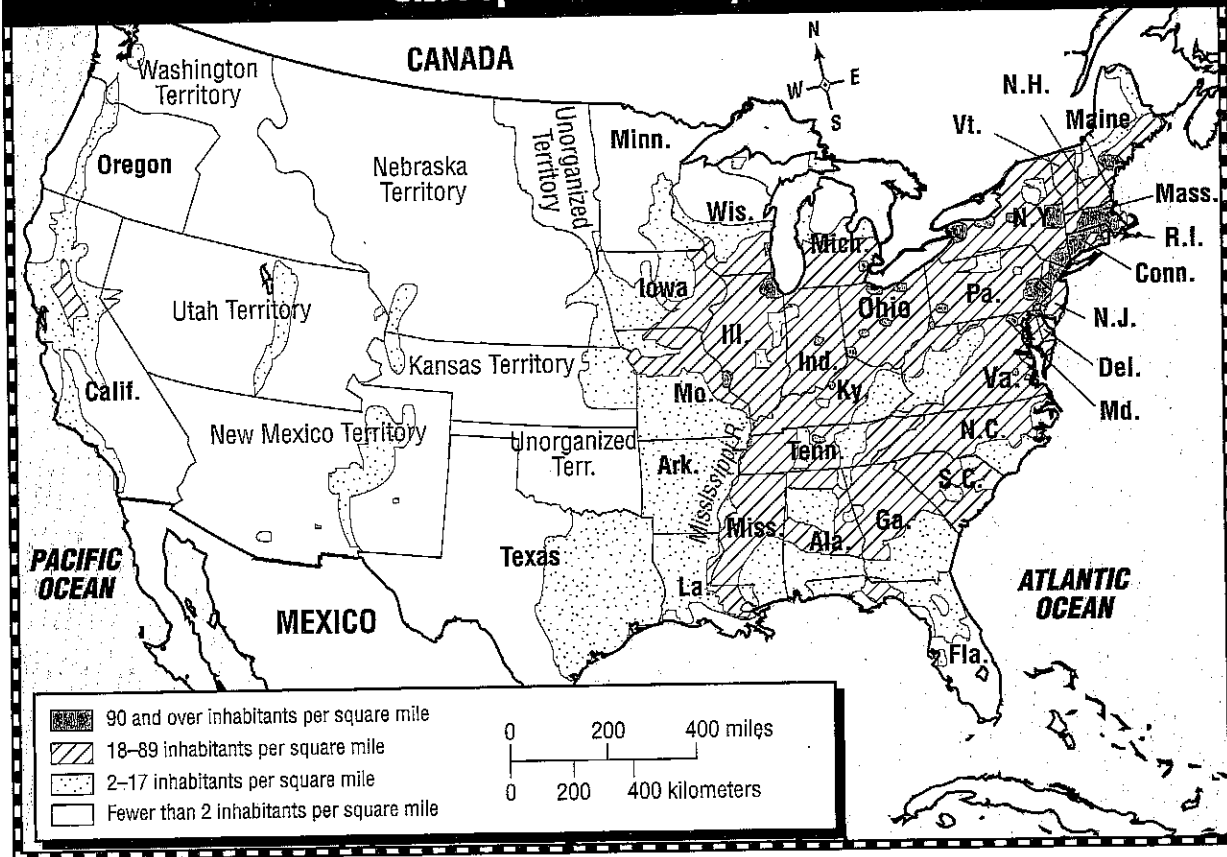 CANADA
N
W
E
S
Washington
Territory
Oregon
Nebraska
Territory
Unorganized
Territory
Minn.
Wis.
Mich.
N.H.
Vt.
Maine
Mass.
N.Y.
R.I.
Conn.
Iowa
Utah Territory
Ohio
Pa.
N.J.
Ill.
Ind.
Kansas Territory
Del.
Calif.
Mo.
Ky.
Va.
Md.
New Mexico Territory
Unorganized
Terr.
Mississippi R.
Tenn.
N.C.
Ark.
S.C.
Miss.
Ala.
Ga.
Texas
PACIFIC
OCEAN
La.
ATLANTIC
OCEAN
MEXICO
Fla.
90 and over inhabitants per square mile
18–89 inhabitants per square mile
2–17 inhabitants per square mile
Fewer than 2 inhabitants per square mile
0 200 400 miles
0 200 400 kilometers